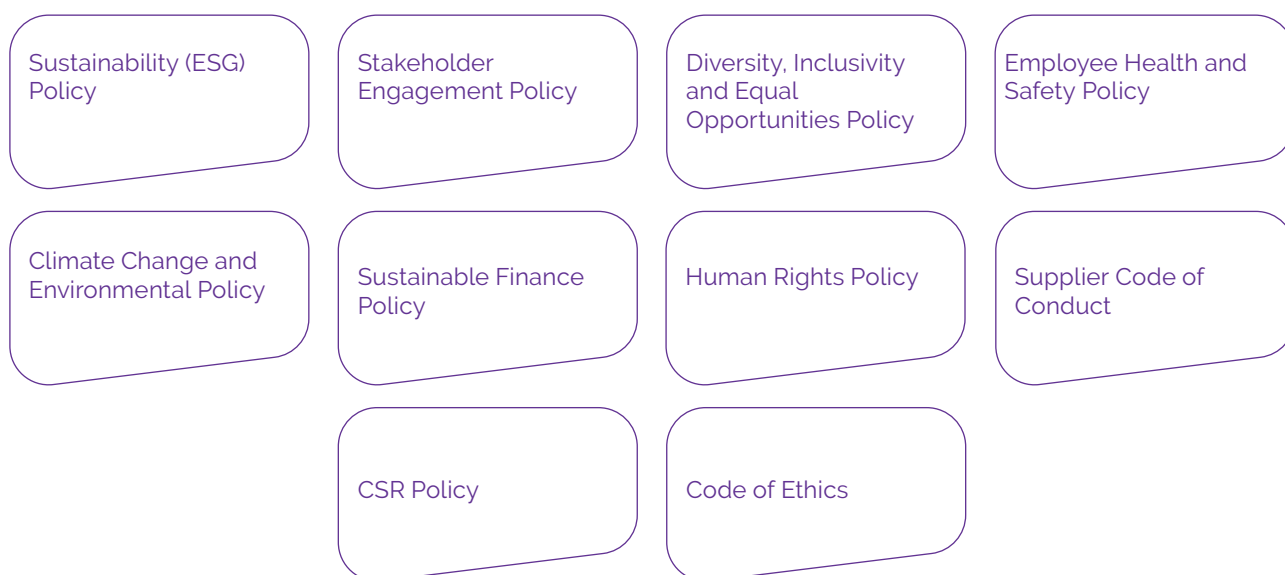 Sustainability (ESG)
Policy
Stakeholder
Engagement Policy
Diversity, Inclusivity
and Equal
Opportunities Policy
Employee Health and
Safety Policy
Climate Change and
Environmental Policy
Sustainable Finance
Policy
Human Rights Policy
Supplier Code of
Conduct
CSR Policy
Code of Ethics